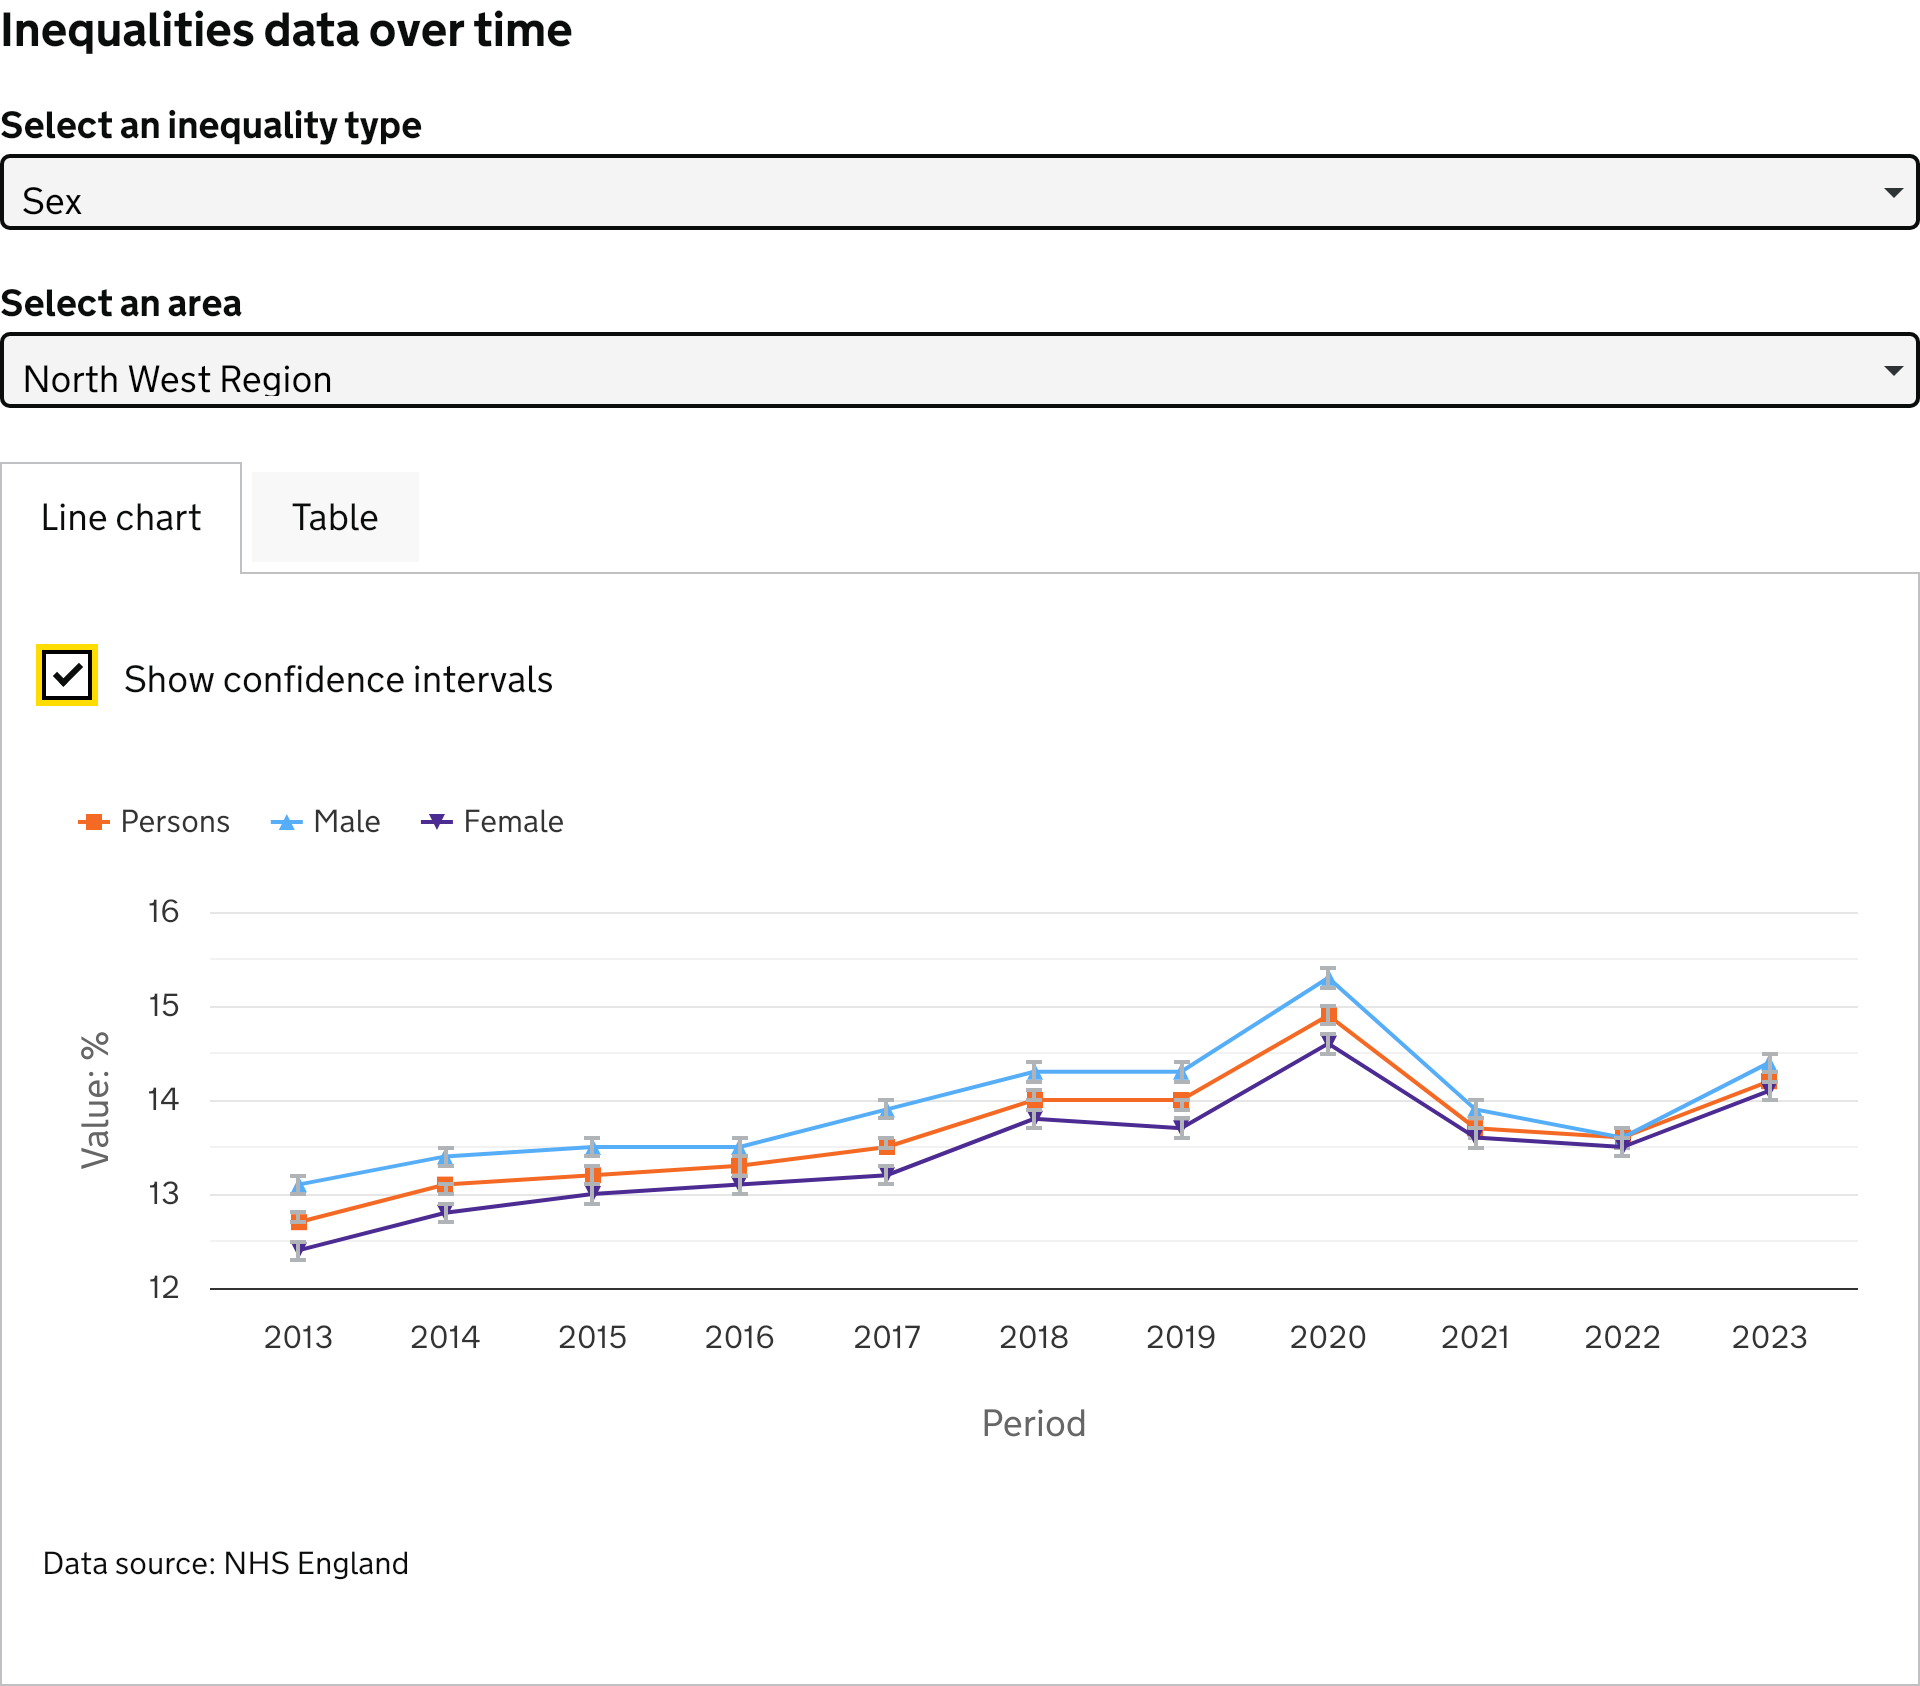 Inequalities data over time
Select an inequality type
Sex
Select an area
North West Region
Line chart
Table
Show confidence intervals
Persons
Male
Female
16
15
14
13
12
Value: %
2013
2014
2015
2016
2017
2018
2019
2020
2021
2022
2023
Period
Data source: NHS England